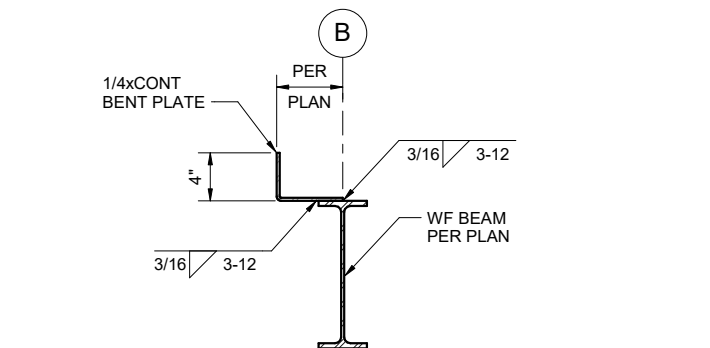 B
PER
PLAN
1/4xCONT
BENT PLATE
4"
3/16 3-12
WF BEAM
PER PLAN
3/16 3-12